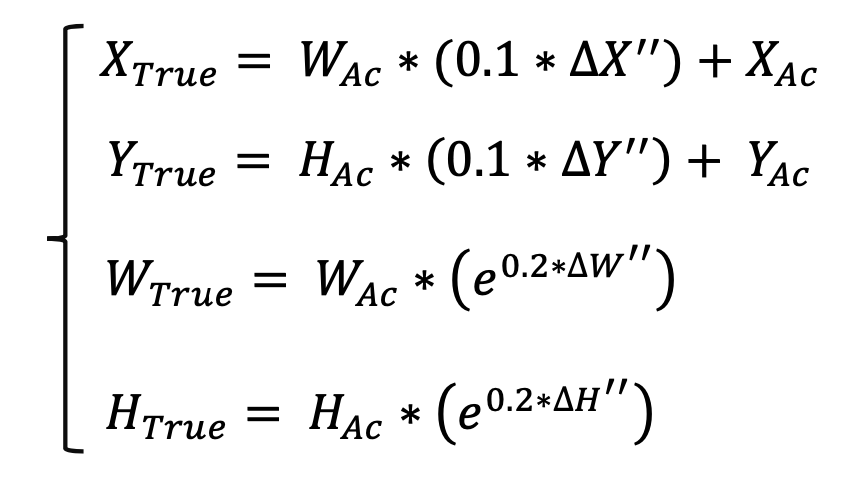 X_True = W_Ac * (0.1 * ΔX′′) + X_Ac
Y_True = H_Ac * (0.1 * ΔY′′) + Y_Ac
W_True = W_Ac * (e^{0.2*ΔW′′})
H_True = H_Ac * (e^{0.2*ΔH′′})